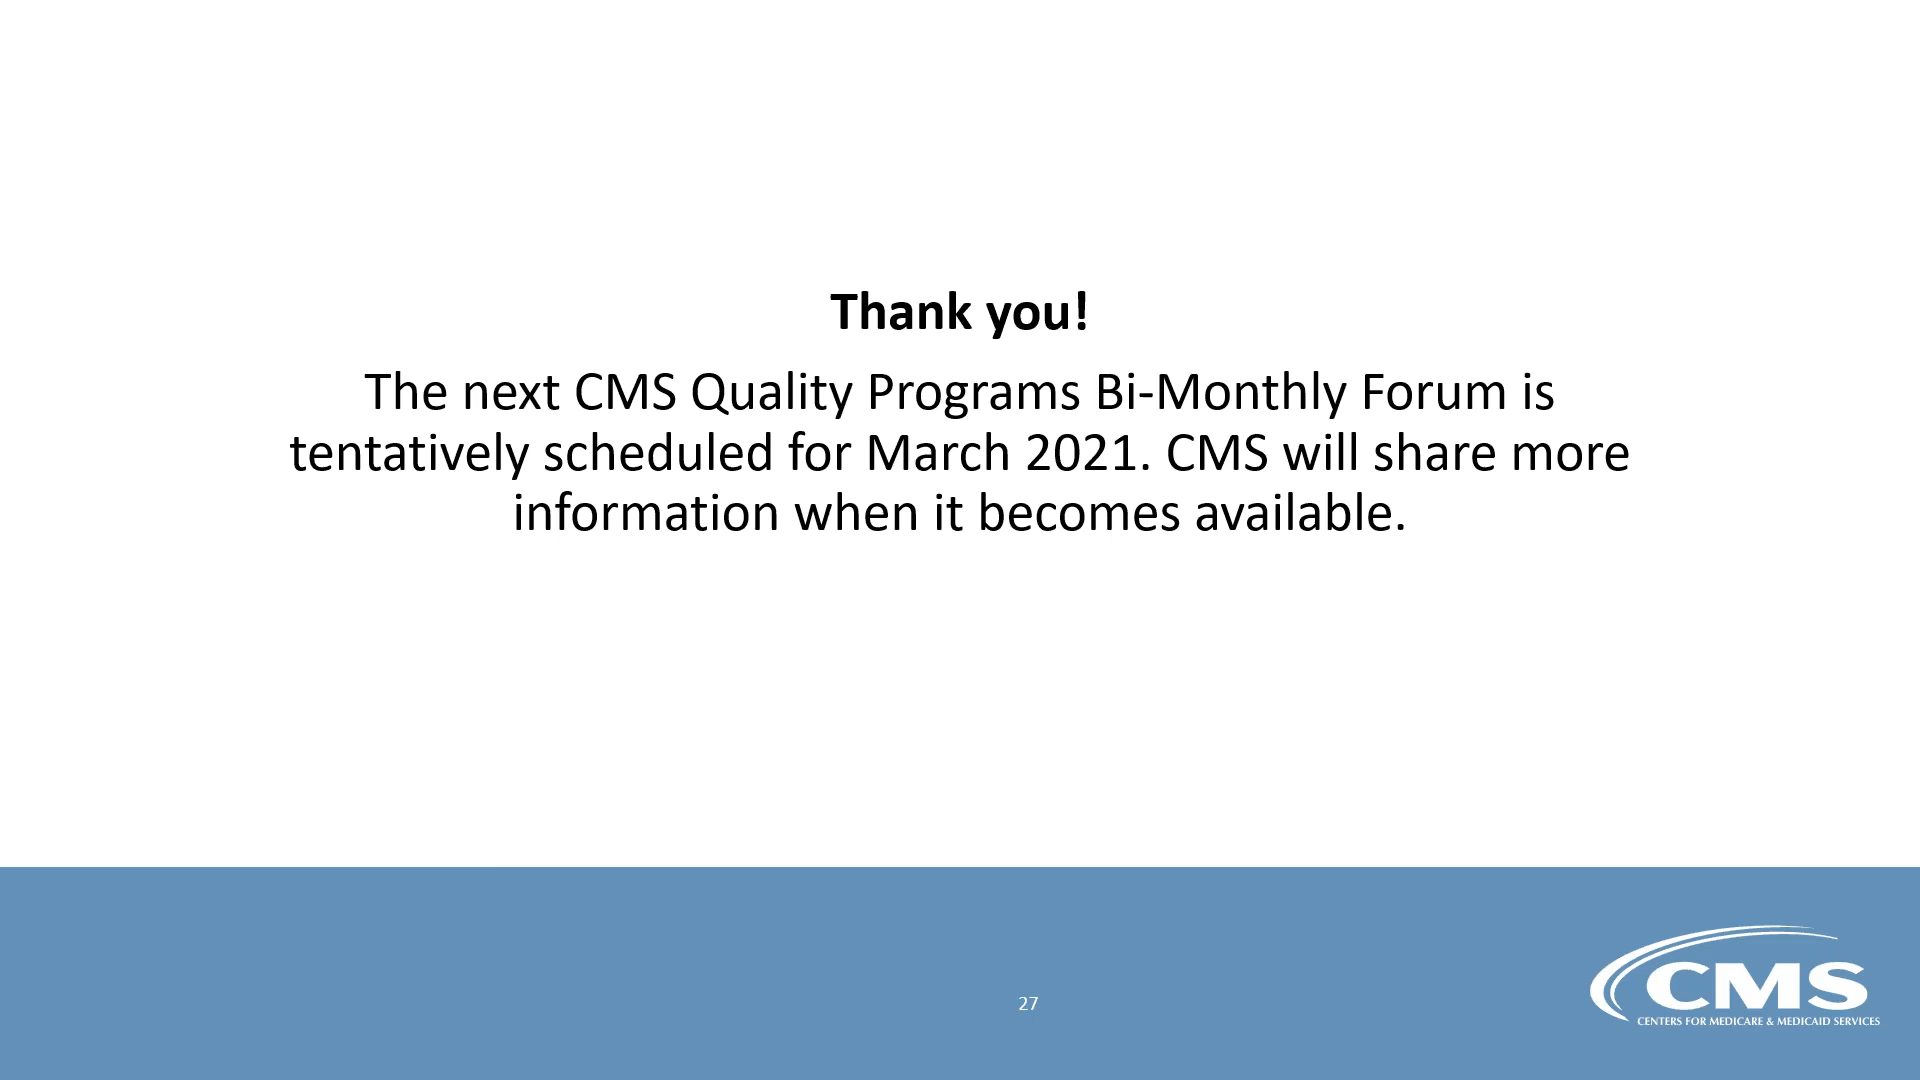 Thank you!
The next CMS Quality Programs Bi-Monthly Forum is
tentatively scheduled for March 2021. CMS will share more
information when it becomes available.
27
CMS
CENTERS FOR MEDICARE & MEDICAID SERVICES